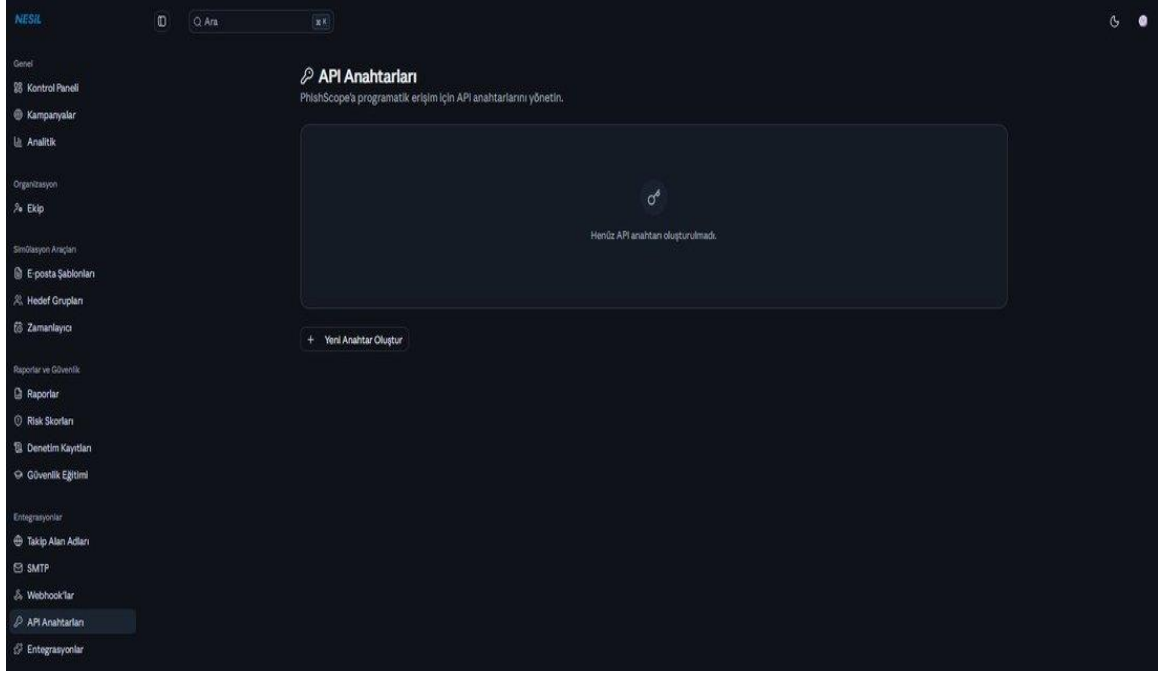 NESİL
Ara
⌘ K
Genel
Kontrol Paneli
Kampanyalar
Analitik
Organizasyon
Ekip
Simülasyon Araçları
E-posta Şablonları
Hedef Grupları
Zamanlayıcı
Raporlar ve Güvenlik
Raporlar
Risk Skorları
Denetim Kayıtları
Güvenlik Eğitimi
Entegrasyonlar
Takip Alan Adları
SMTP
Webhook'lar
API Anahtarları
Entegrasyonlar
API Anahtarları
PhishScope'a programatik erişim için API anahtarlarını yönetin.
Henüz API anahtarı oluşturulmadı.
+ Yeni Anahtar Oluştur